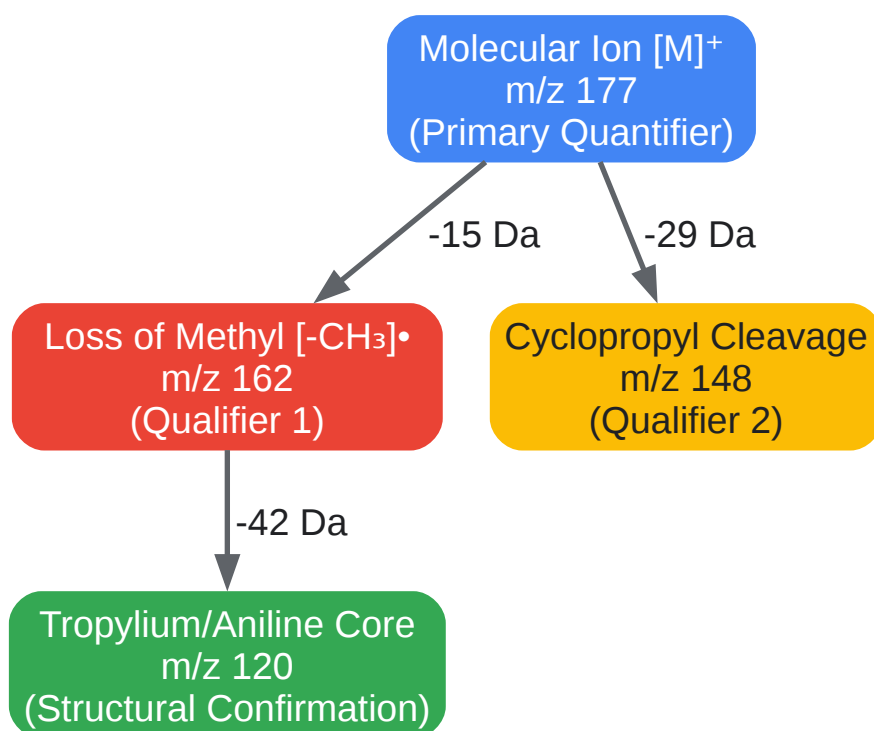 Molecular Ion [M]⁺
m/z 177
(Primary Quantifier)
-15 Da
-29 Da
Loss of Methyl [-CH₃]•
m/z 162
(Qualifier 1)
Cyclopropyl Cleavage
m/z 148
(Qualifier 2)
-42 Da
Tropylium/Aniline Core
m/z 120
(Structural Confirmation)